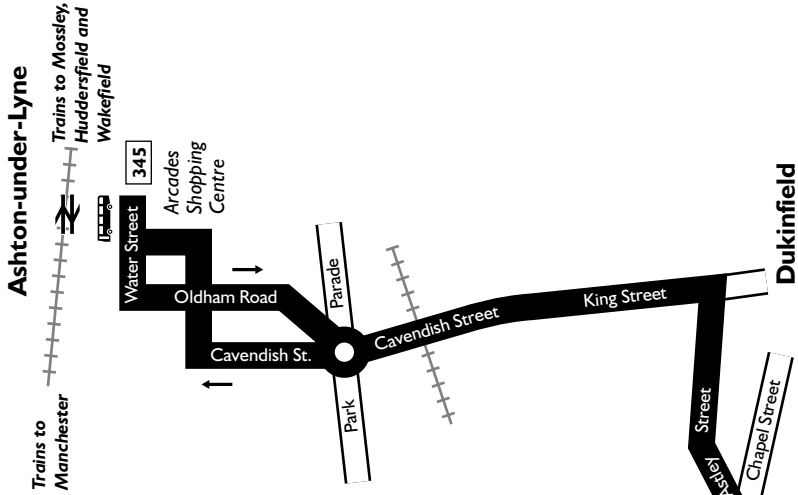 Ashton-under-Lyne
Trains to Mossley,
Huddersfield and
Wakefield
345
Arcades
Shopping
Centre
Water Street
Oldham Road
Cavendish St.
Trains to
Manchester
Parade
Park
Cavendish Street
King Street
Dukinfield
Astley
Street
Chapel Street